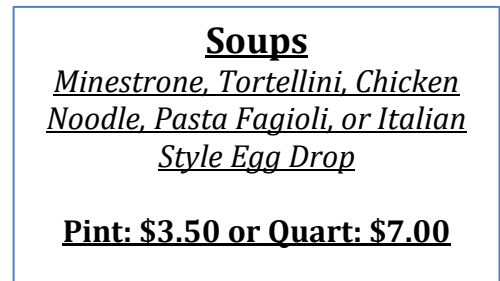 Soups
Minestrone, Tortellini, Chicken
Noodle, Pasta Fagioli, or Italian
Style Egg Drop
Pint: $3.50 or Quart: $7.00